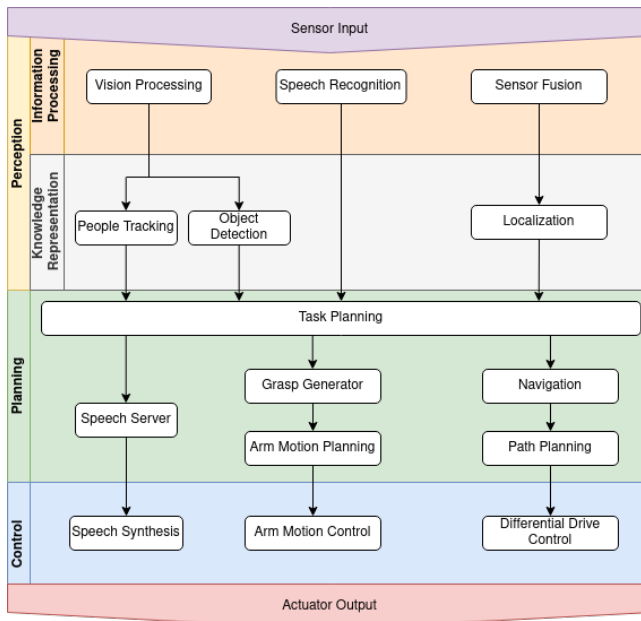 Sensor Input
Perception
Information
Processing
Vision Processing
Speech Recognition
Sensor Fusion
Knowledge
Representation
People Tracking
Object
Detection
Localization
Planning
Task Planning
Grasp Generator
Navigation
Speech Server
Arm Motion Planning
Path Planning
Control
Speech Synthesis
Arm Motion Control
Differential Drive
Control
Actuator Output